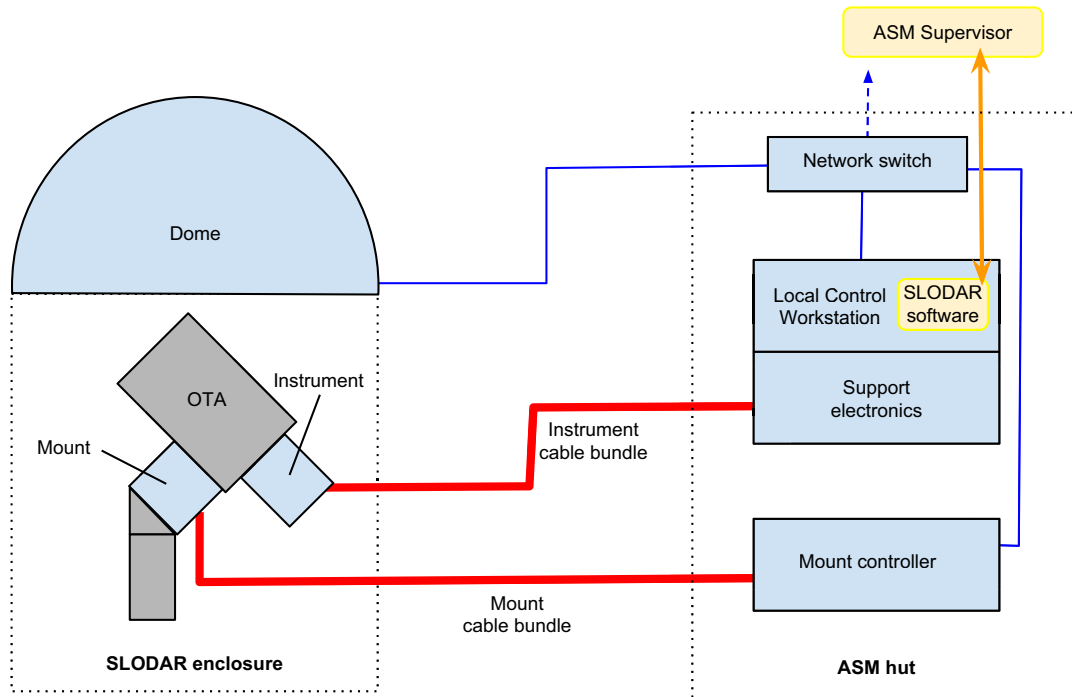 ASM Supervisor
Network switch
Dome
Local Control
Workstation
SLODAR
software
Instrument
OTA
Support
electronics
Mount
Instrument
cable bundle
Mount controller
Mount
cable bundle
SLODAR enclosure
ASM hut